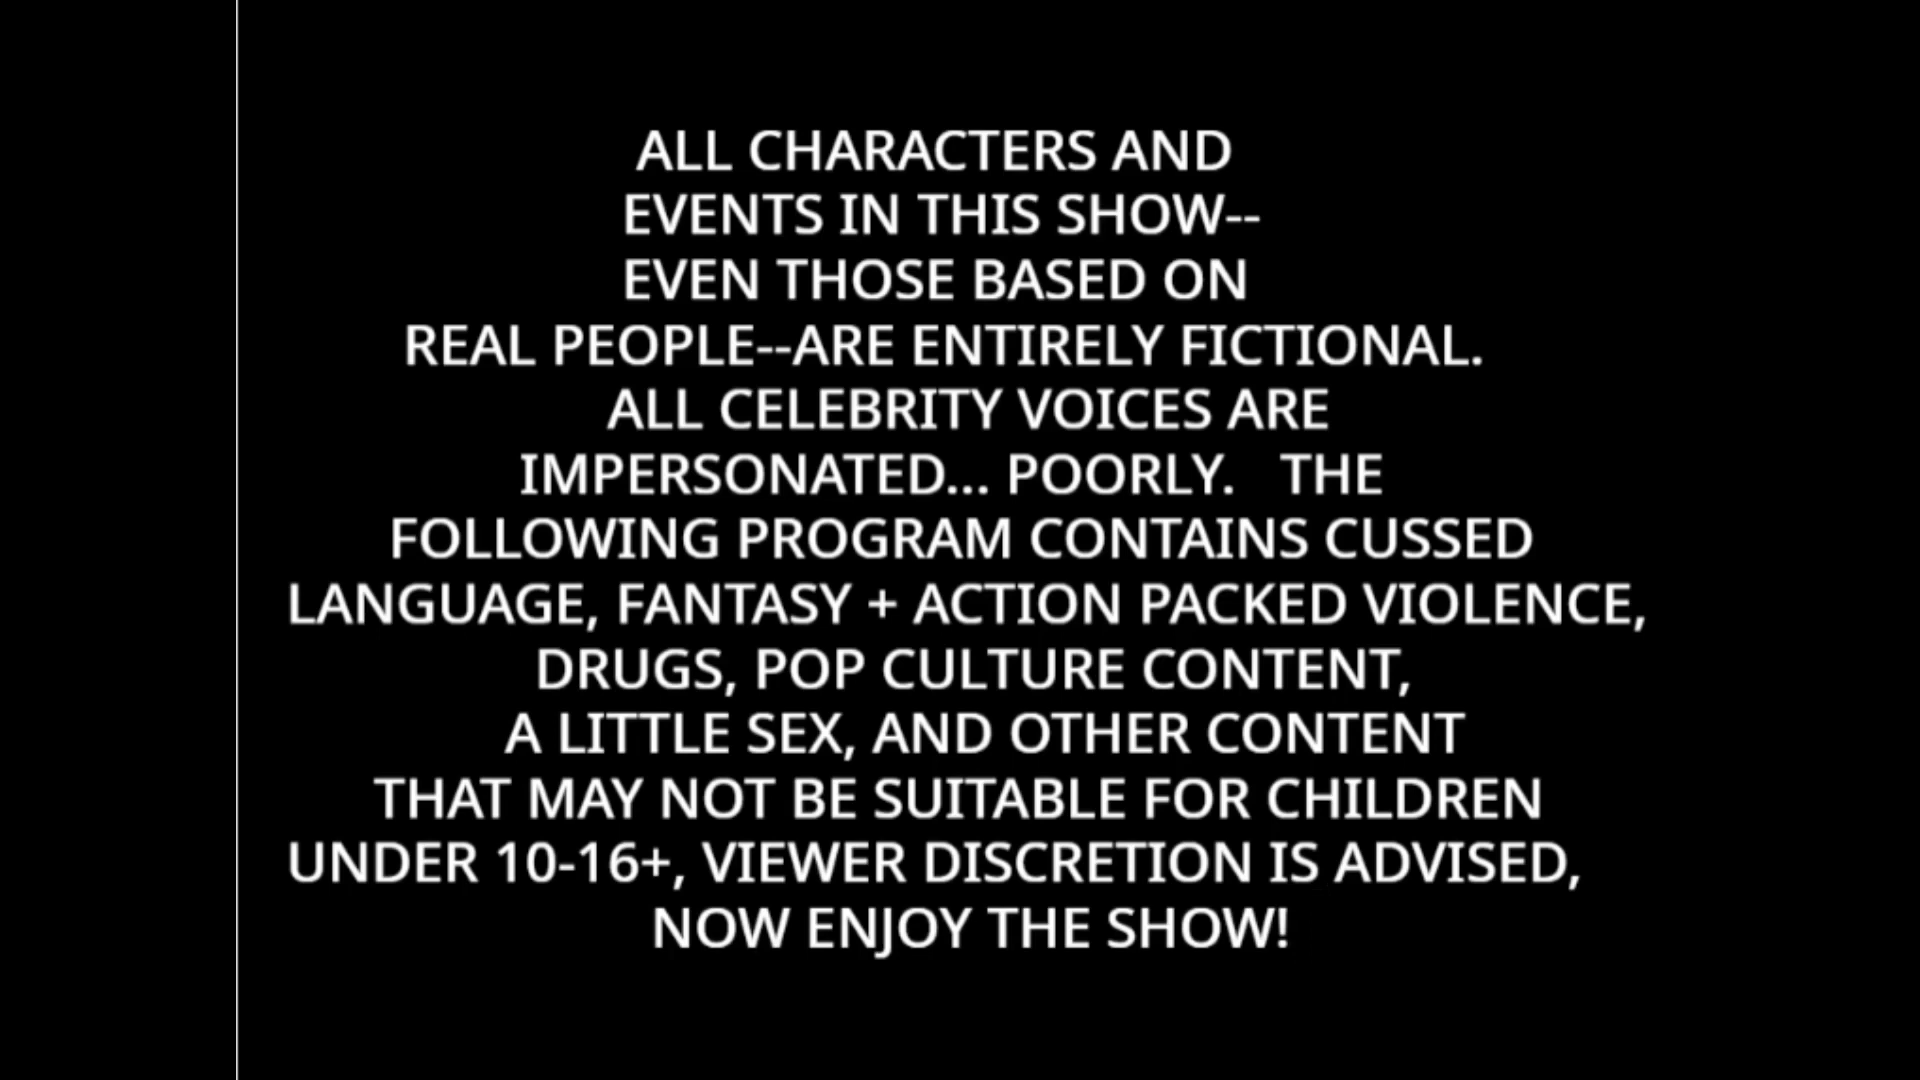 ALL CHARACTERS AND
EVENTS IN THIS SHOW--
EVEN THOSE BASED ON
REAL PEOPLE--ARE ENTIRELY FICTIONAL.
ALL CELEBRITY VOICES ARE
IMPERSONATED... POORLY.   THE
FOLLOWING PROGRAM CONTAINS CUSSED
LANGUAGE, FANTASY + ACTION PACKED VIOLENCE,
DRUGS, POP CULTURE CONTENT,
A LITTLE SEX, AND OTHER CONTENT
THAT MAY NOT BE SUITABLE FOR CHILDREN
UNDER 10-16+, VIEWER DISCRETION IS ADVISED,
NOW ENJOY THE SHOW!